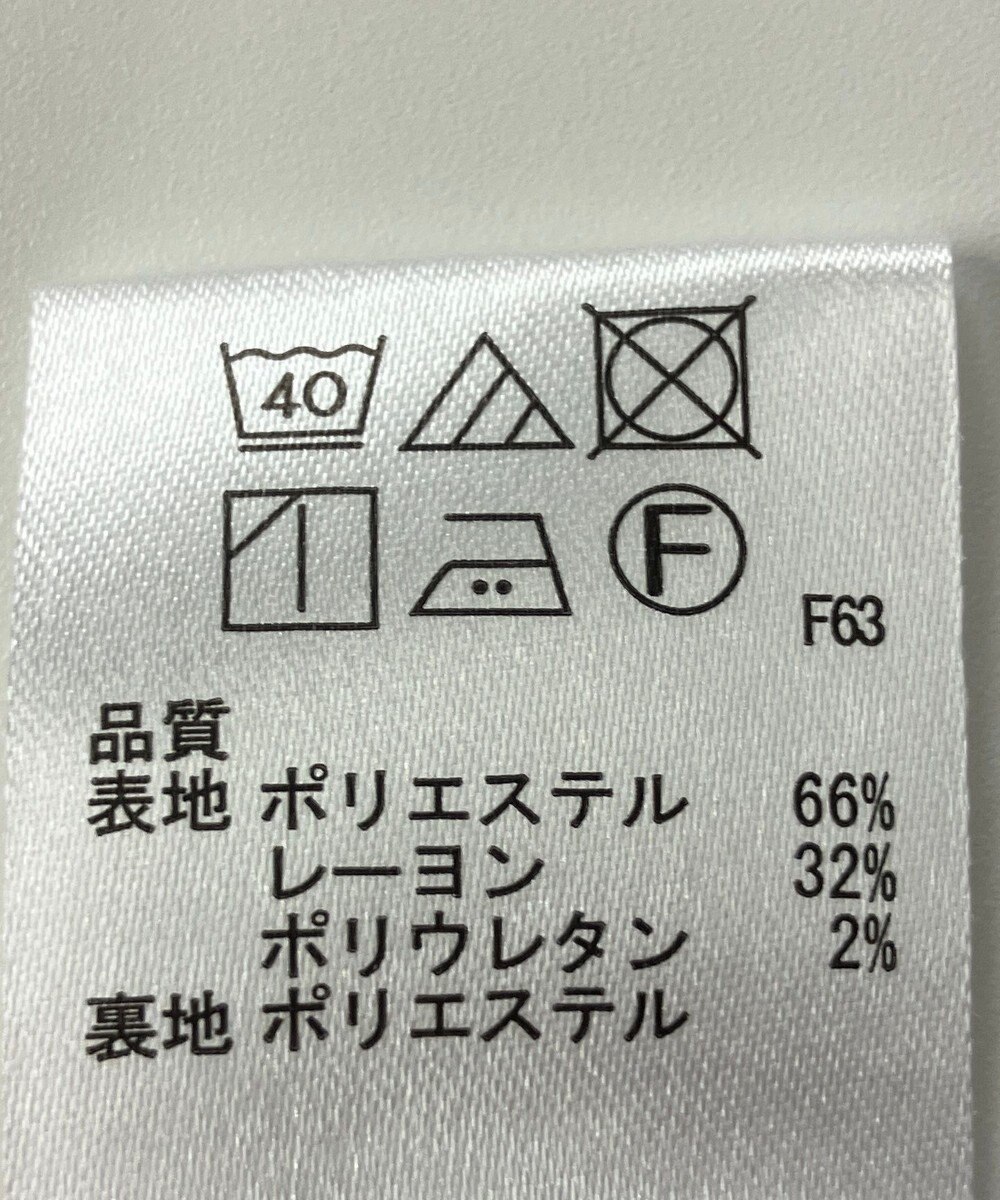 40
F
F63
品質
表地 ポリエステル 66%
レーヨン 32%
ポリウレタン 2%
裏地 ポリエステル